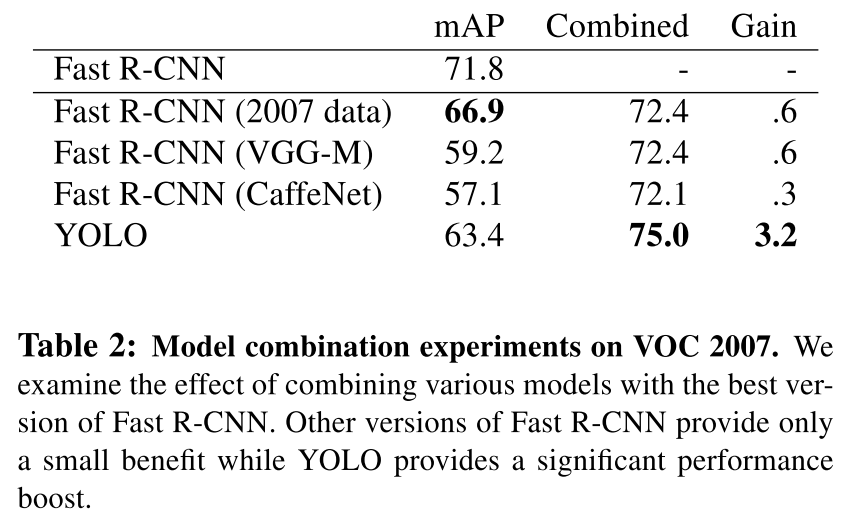 mAP Combined Gain
Fast R-CNN 71.8 - -
Fast R-CNN (2007 data) 66.9 72.4 .6
Fast R-CNN (VGG-M) 59.2 72.4 .6
Fast R-CNN (CaffeNet) 57.1 72.1 .3
YOLO 63.4 75.0 3.2
Table 2: Model combination experiments on VOC 2007. We
examine the effect of combining various models with the best ver-
sion of Fast R-CNN. Other versions of Fast R-CNN provide only
a small benefit while YOLO provides a significant performance
boost.